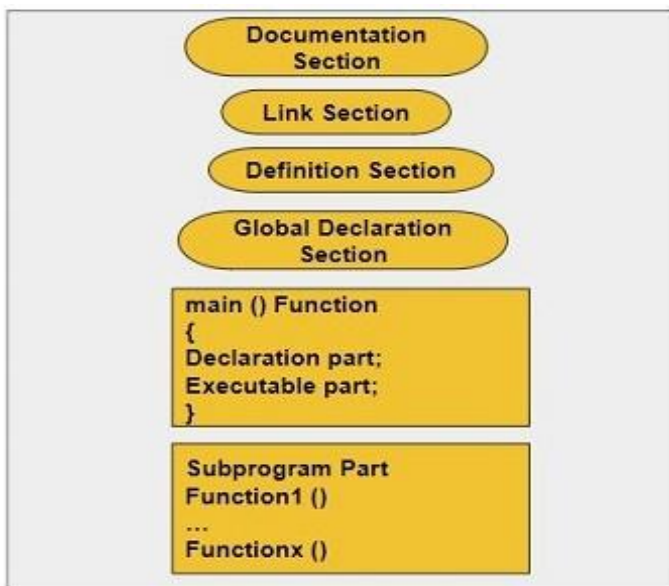 Documentation
Section
Link Section
Definition Section
Global Declaration
Section
main () Function
{
Declaration part;
Executable part;
}
Subprogram Part
Function1 ()
...
Functionx ()